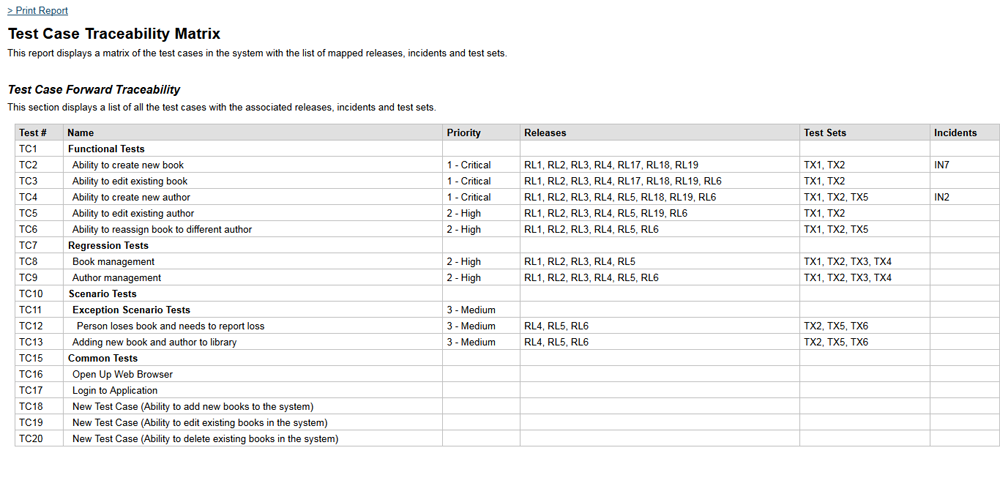 > Print Report
Test Case Traceability Matrix
This report displays a matrix of the test cases in the system with the list of mapped releases, incidents and test sets.
Test Case Forward Traceability
This section displays a list of all the test cases with the associated releases, incidents and test sets.
Test # Name Priority Releases Test Sets Incidents
TC1 Functional Tests
TC2 Ability to create new book 1 - Critical RL1, RL2, RL3, RL4, RL17, RL18, RL19 TX1, TX2 IN7
TC3 Ability to edit existing book 1 - Critical RL1, RL2, RL3, RL4, RL17, RL18, RL19, RL6 TX1, TX2
TC4 Ability to create new author 1 - Critical RL1, RL2, RL3, RL4, RL5, RL18, RL19, RL6 TX1, TX2, TX5 IN2
TC5 Ability to edit existing author 2 - High RL1, RL2, RL3, RL4, RL5, RL19, RL6 TX1, TX2
TC6 Ability to reassign book to different author 2 - High RL1, RL2, RL3, RL4, RL5, RL6 TX1, TX2, TX5
TC7 Regression Tests
TC8 Book management 2 - High RL1, RL2, RL3, RL4, RL5 TX1, TX2, TX3, TX4
TC9 Author management 2 - High RL1, RL2, RL3, RL4, RL5, RL6 TX1, TX2, TX3, TX4
TC10 Scenario Tests
TC11 Exception Scenario Tests 3 - Medium
TC12 Person loses book and needs to report loss 3 - Medium RL4, RL5, RL6 TX2, TX5, TX6
TC13 Adding new book and author to library 3 - Medium RL4, RL5, RL6 TX2, TX5, TX6
TC15 Common Tests
TC16 Open Up Web Browser
TC17 Login to Application
TC18 New Test Case (Ability to add new books to the system)
TC19 New Test Case (Ability to edit existing books in the system)
TC20 New Test Case (Ability to delete existing books in the system)